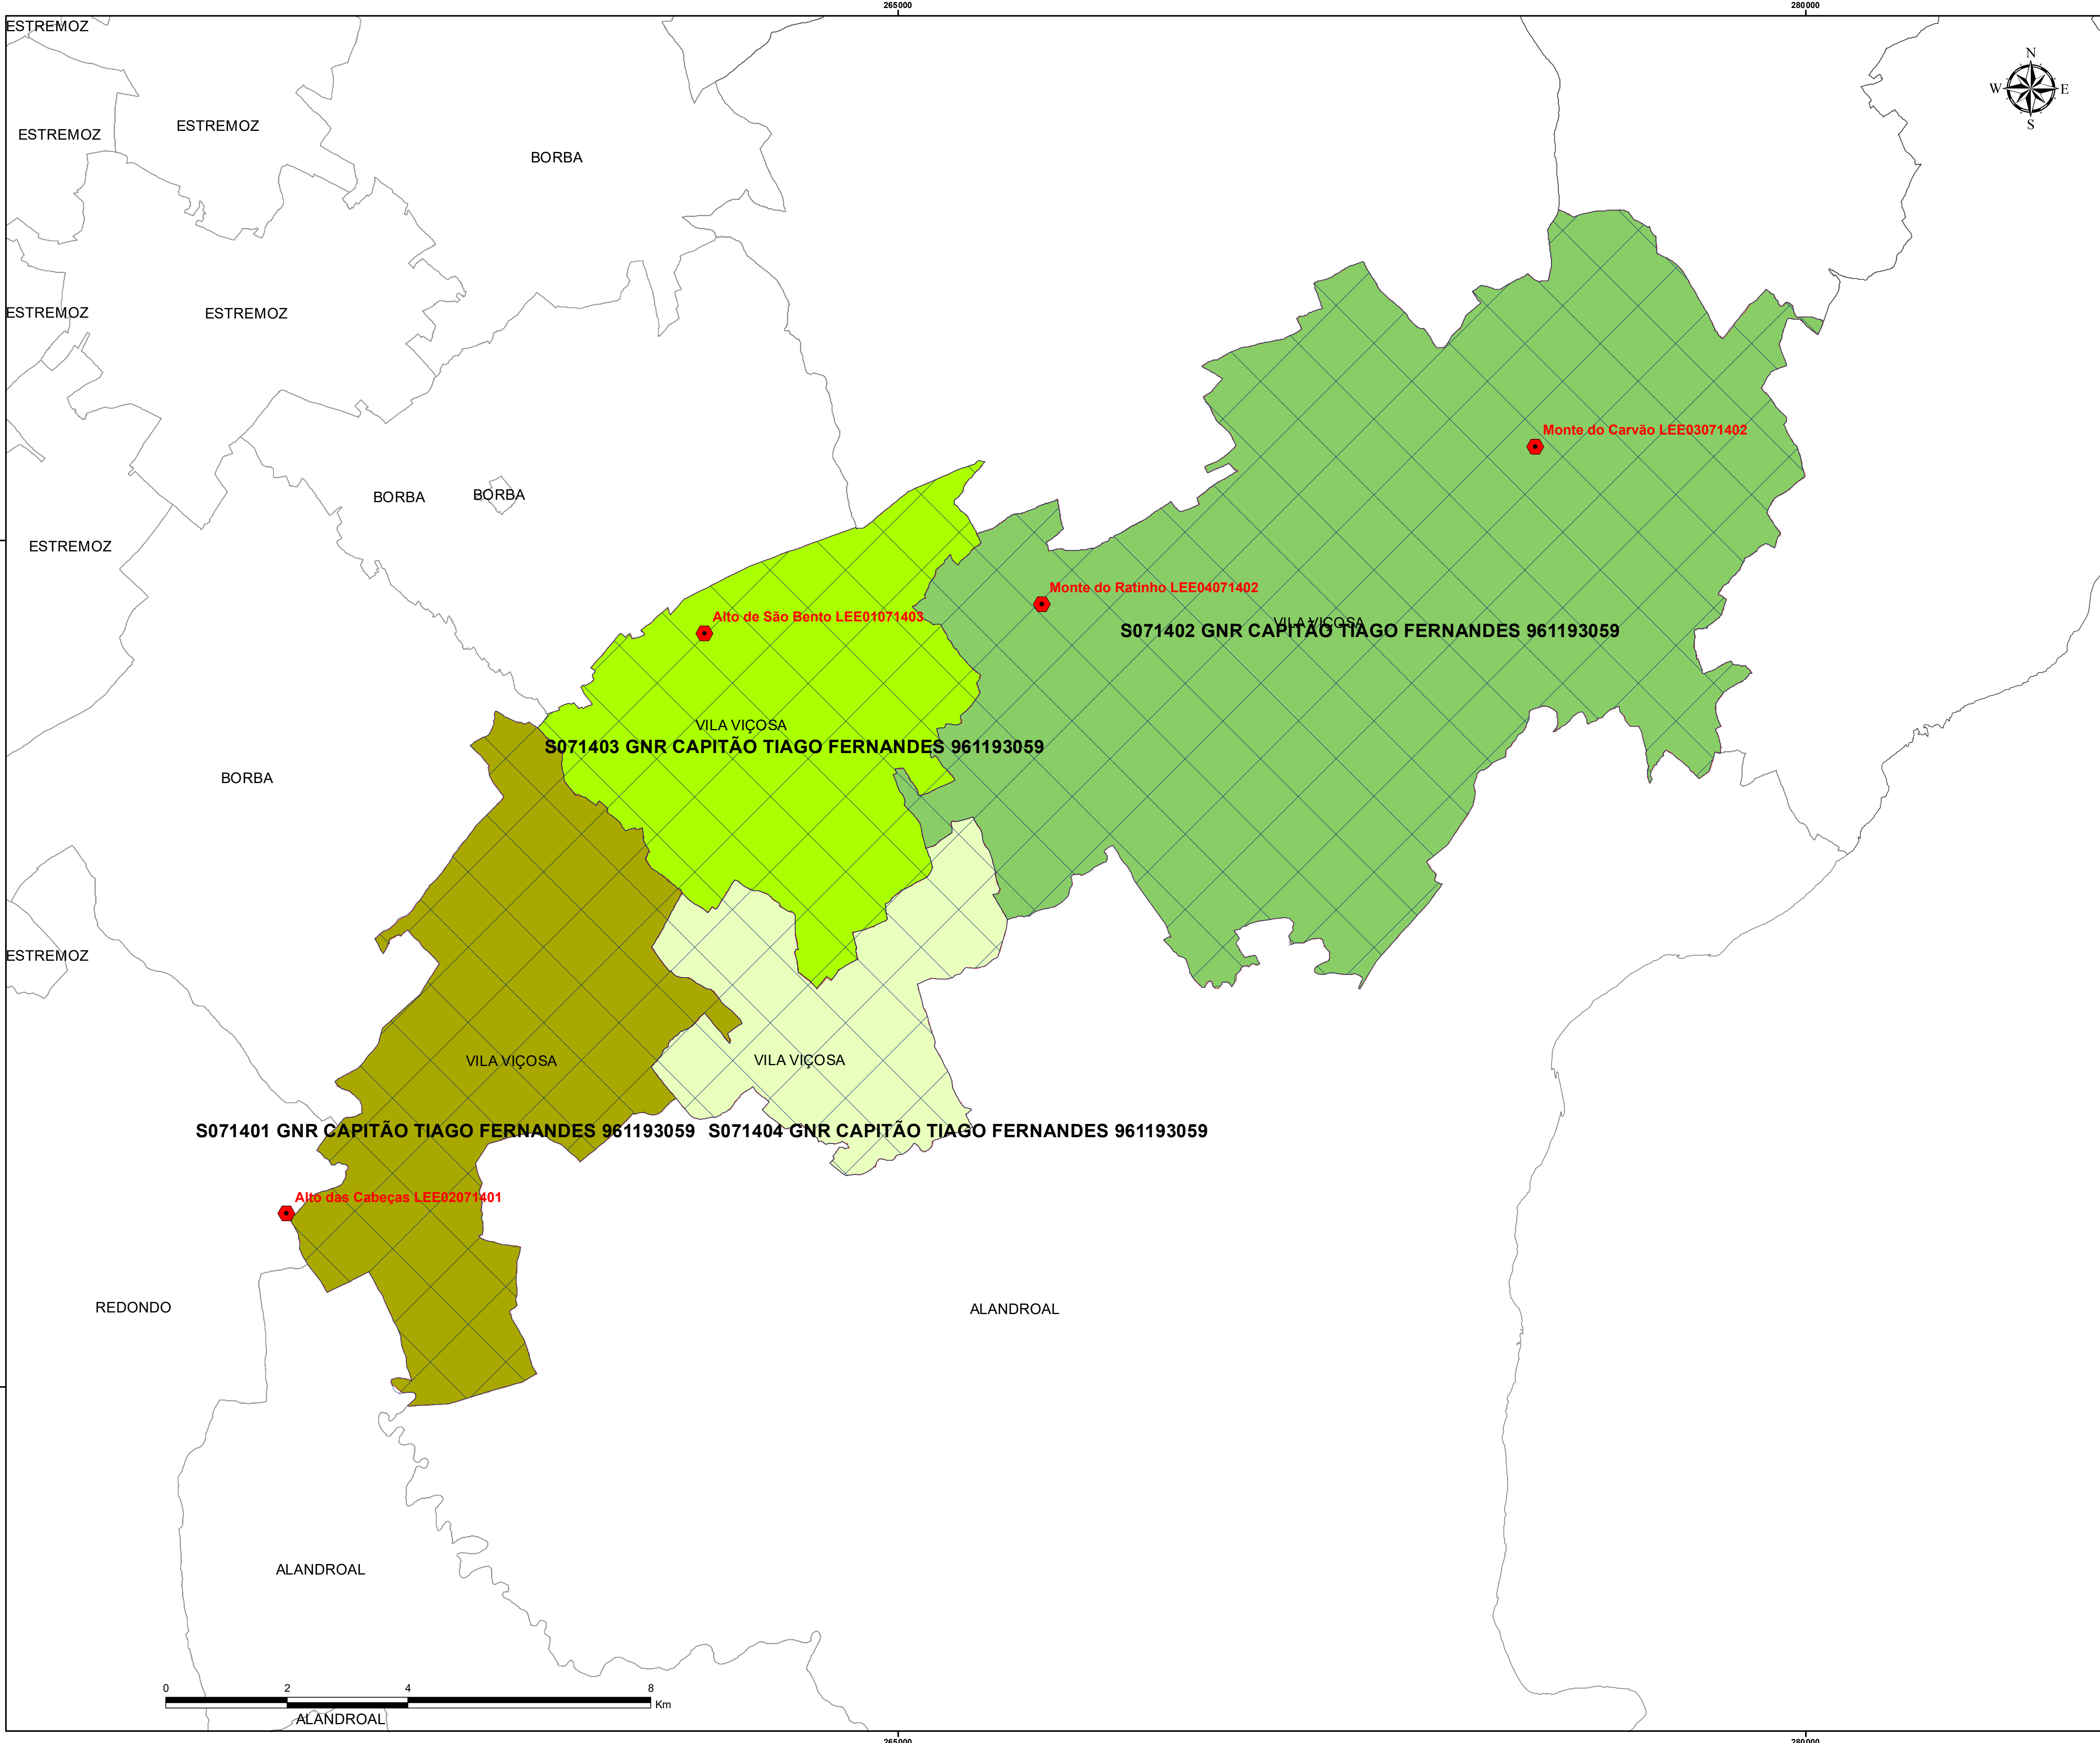 265000
280000
ESTREMOZ
N
W
E
S
ESTREMOZ
ESTREMOZ
BORBA
ESTREMOZ
ESTREMOZ
Monte do Carvão LEE03071402
BORBA
BORBA
ESTREMOZ
Monte do Ratinho LEE04071402
Alto de São Bento LEE01071403
VILA VIÇOSA
S071402 GNR CAPITÃO TIAGO FERNANDES 961193059
VILA VIÇOSA
S071403 GNR CAPITÃO TIAGO FERNANDES 961193059
BORBA
ESTREMOZ
VILA VIÇOSA
VILA VIÇOSA
S071401 GNR CAPITÃO TIAGO FERNANDES 961193059
S071404 GNR CAPITÃO TIAGO FERNANDES 961193059
Alto das Cabeças LEE02071401
REDONDO
ALANDROAL
ALANDROAL
0 2 4 8
Km
ALANDROAL
265000
280000